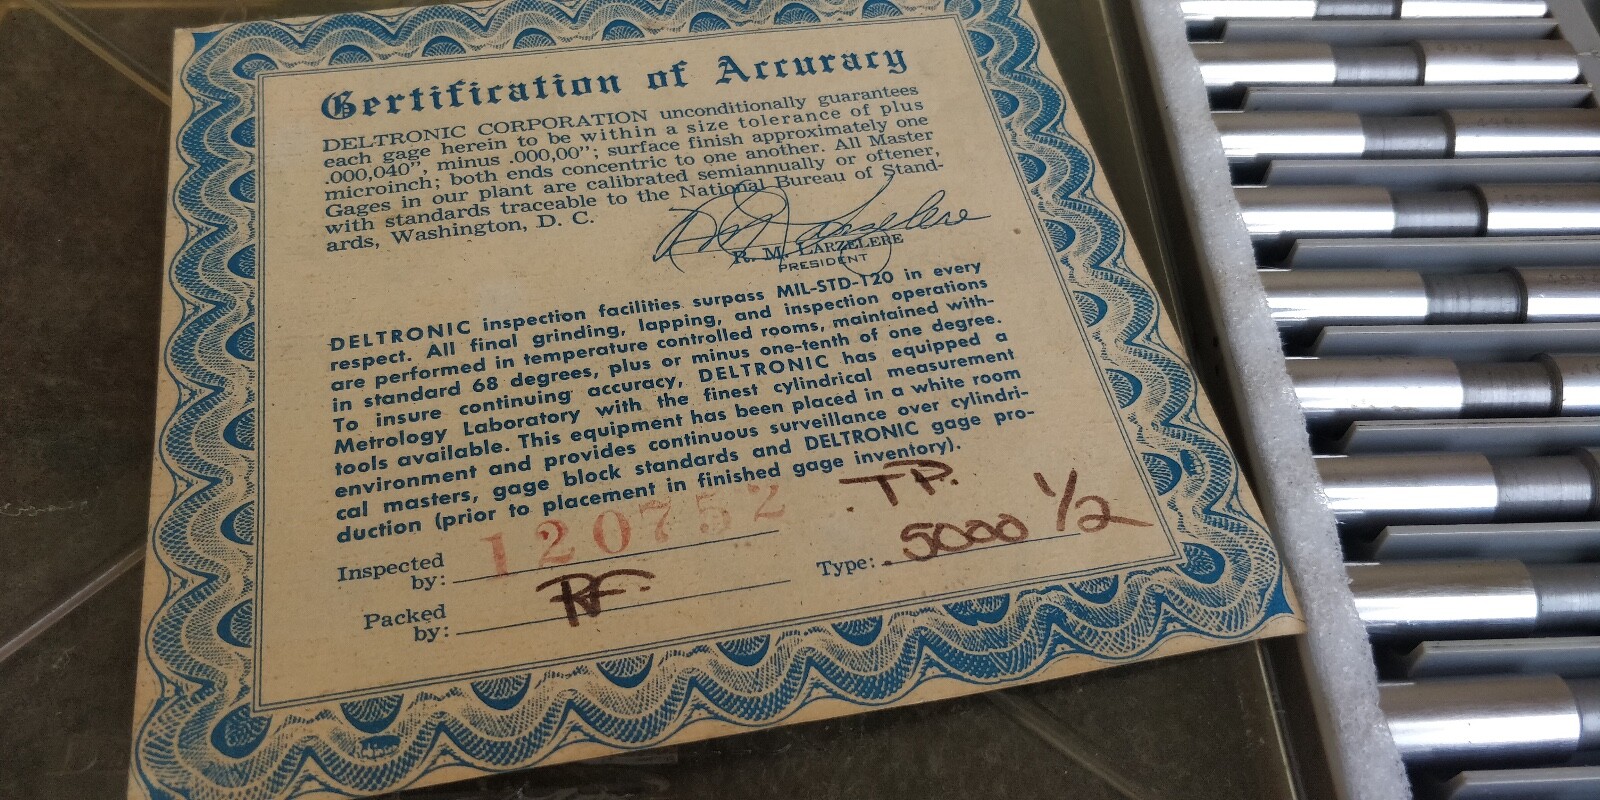 Certification of Accuracy
DELTRONIC CORPORATION unconditionally guarantees
each gage herein to be within a size tolerance of plus
.000,040", minus .000,00"; surface finish approximately one
microinch; both ends concentric to one another. All Master
Gages in our plant are calibrated semiannually or oftener,
with standards traceable to the National Bureau of Stand-
ards, Washington, D. C.
R. M. LARZELERE
PRESIDENT
DELTRONIC inspection facilities surpass MIL-STD-120 in every
respect. All final grinding, lapping, and inspection operations
are performed in temperature controlled rooms, maintained with-
in standard 68 degrees, plus or minus one-tenth of one degree.
To insure continuing accuracy, DELTRONIC has equipped a
Metrology Laboratory with the finest cylindrical measurement
tools available. This equipment has been placed in a white room
environment and provides continuous surveillance over cylindri-
cal masters, gage block standards and DELTRONIC gage pro-
duction (prior to placement in finished gage inventory).
120752
T.P.
Inspected by:
Type: .5000 1/2
Packed by: RF